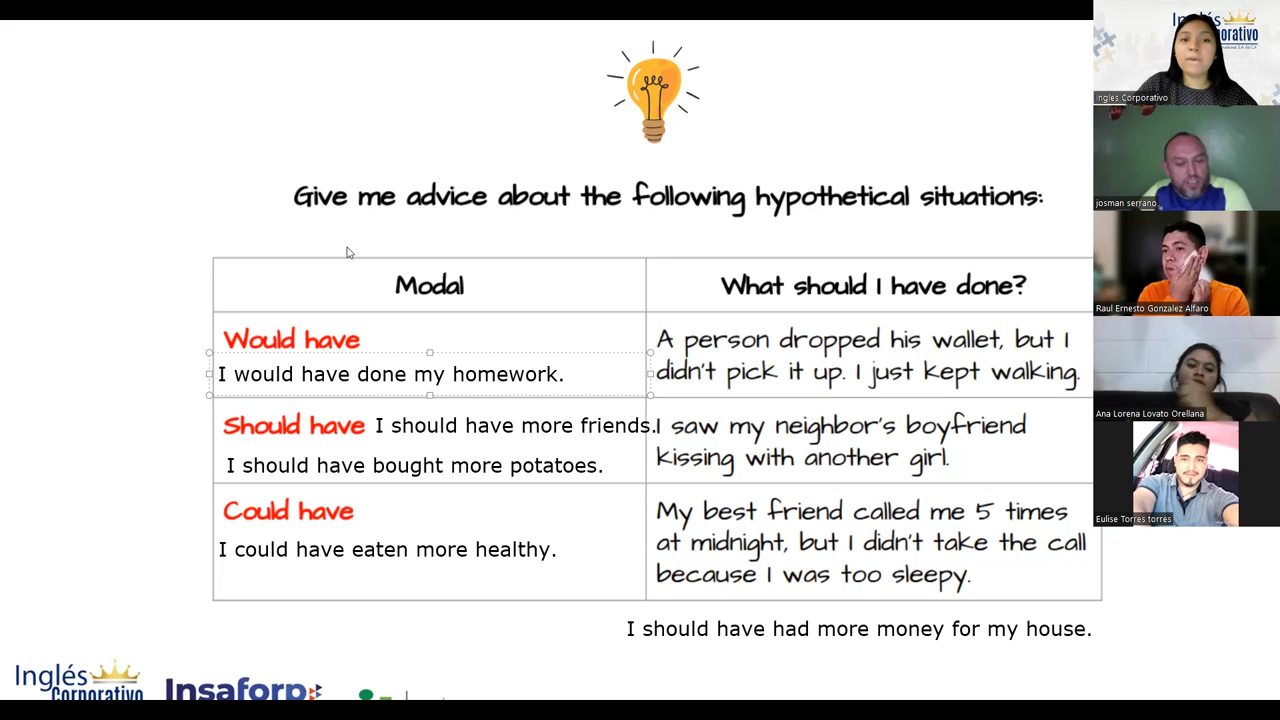 Give me advice about the following hypothetical situations:
Modal
What should I have done?
Would have
I would have done my homework.
A person dropped his wallet, but I
didn't pick it up. I just kept walking.
Should have I should have more friends.
I should have bought more potatoes.
I saw my neighbor's boyfriend
kissing with another girl.
Could have
I could have eaten more healthy.
My best friend called me 5 times
at midnight, but I didn't take the call
because I was too sleepy.
I should have had more money for my house.
Inglés
Corporativo
Insaforp
Ingles Corporativo
josman serrano
Raul Ernesto Gonzalez Alfaro
Ana Lorena Lovato Orellana
Eulise Torres torres